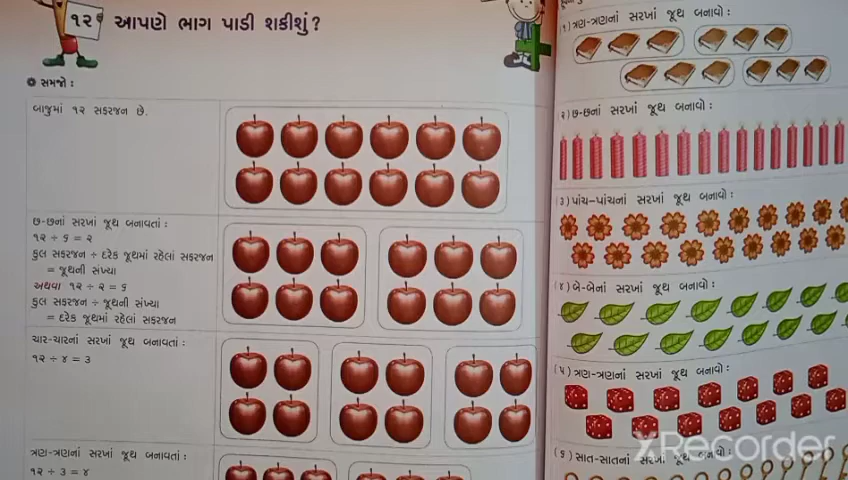 ૧૨ આપણે ભાગ પાડી શકીશું?
સમજો :
બાજુમાં ૧૨ સફરજન છે.
છ-છનાં સરખાં જૂથ બનાવતાં :
૧૨ ÷ ૬ = ૨
કુલ સફરજન ÷ દરેક જૂથમાં રહેલાં સફરજન
= જૂથની સંખ્યા
અથવા ૧૨ ÷ ૨ = ૬
કુલ સફરજન ÷ જૂથની સંખ્યા
= દરેક જૂથમાં રહેલાં સફરજન
ચાર-ચારનાં સરખાં જૂથ બનાવતાં :
૧૨ ÷ ૪ = ૩
ત્રણ-ત્રણનાં સરખાં જૂથ બનાવતાં :
૧૨ ÷ ૩ = ૪
૧) ત્રણ-ત્રણનાં સરખાં જૂથ બનાવો :
૨) છ-છનાં સરખાં જૂથ બનાવો :
(૩) પાંચ-પાંચનાં સરખાં જૂથ બનાવો :
(૪) બે-બેનાં સરખાં જૂથ બનાવો :
(૫) ત્રણ-ત્રણનાં સરખાં જૂથ બનાવો :
(૬) સાત-સાતનાં સરખાં જૂથ બનાવો :
XRecorder